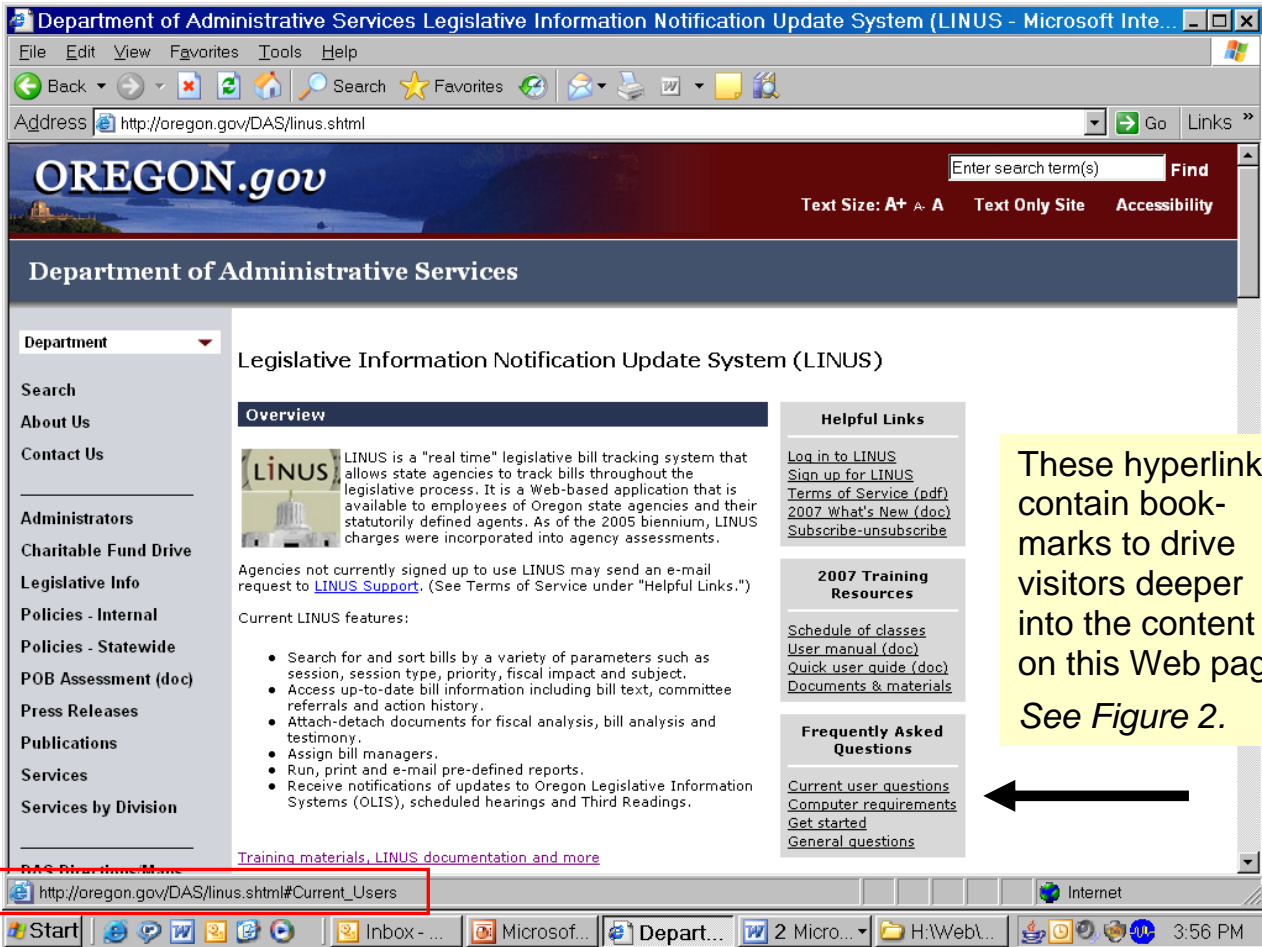 Department of Administrative Services Legislative Information Notification Update System (LINUS - Microsoft Inte...
File Edit View Favorites Tools Help
Back Search Favorites
Address http://oregon.gov/DAS/linus.shtml Go Links »
OREGON.gov
Enter search term(s) Find
Text Size: A+ A- A Text Only Site Accessibility
Department of Administrative Services
Department
Search
About Us
Contact Us
Administrators
Charitable Fund Drive
Legislative Info
Policies - Internal
Policies - Statewide
POB Assessment (doc)
Press Releases
Publications
Services
Services by Division
DAS Directions/Maps
Legislative Information Notification Update System (LINUS)
Overview
LINUS
LINUS is a "real time" legislative bill tracking system that
allows state agencies to track bills throughout the
legislative process. It is a Web-based application that is
available to employees of Oregon state agencies and their
statutorily defined agents. As of the 2005 biennium, LINUS
charges were incorporated into agency assessments.
Agencies not currently signed up to use LINUS may send an e-mail
request to LINUS Support. (See Terms of Service under "Helpful Links.")
Current LINUS features:
• Search for and sort bills by a variety of parameters such as
session, session type, priority, fiscal impact and subject.
• Access up-to-date bill information including bill text, committee
referrals and action history.
• Attach-detach documents for fiscal analysis, bill analysis and
testimony.
• Assign bill managers.
• Run, print and e-mail pre-defined reports.
• Receive notifications of updates to Oregon Legislative Information
Systems (OLIS), scheduled hearings and Third Readings.
Training materials, LINUS documentation and more
Helpful Links
Log in to LINUS
Sign up for LINUS
Terms of Service (pdf)
2007 What's New (doc)
Subscribe-unsubscribe
2007 Training
Resources
Schedule of classes
User manual (doc)
Quick user guide (doc)
Documents & materials
Frequently Asked
Questions
Current user questions
Computer requirements
Get started
General questions
These hyperlink
contain book-
marks to drive
visitors deeper
into the content
on this Web pag
See Figure 2.
http://oregon.gov/DAS/linus.shtml#Current_Users Internet
Start Inbox - ... Microsof... Depart... 2 Micro... H:\Web\... 3:56 PM